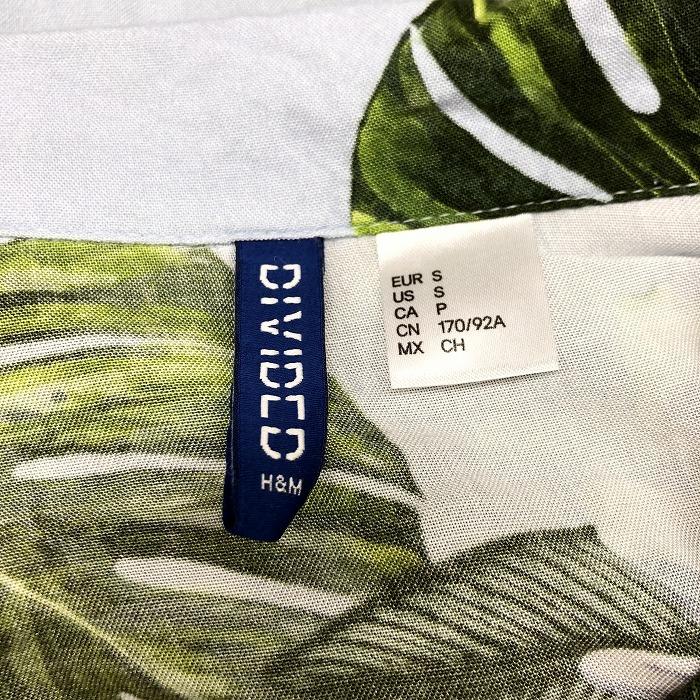 DIVIDED
H&M
EUR S
US S
CA P
CN 170/92A
MX CH